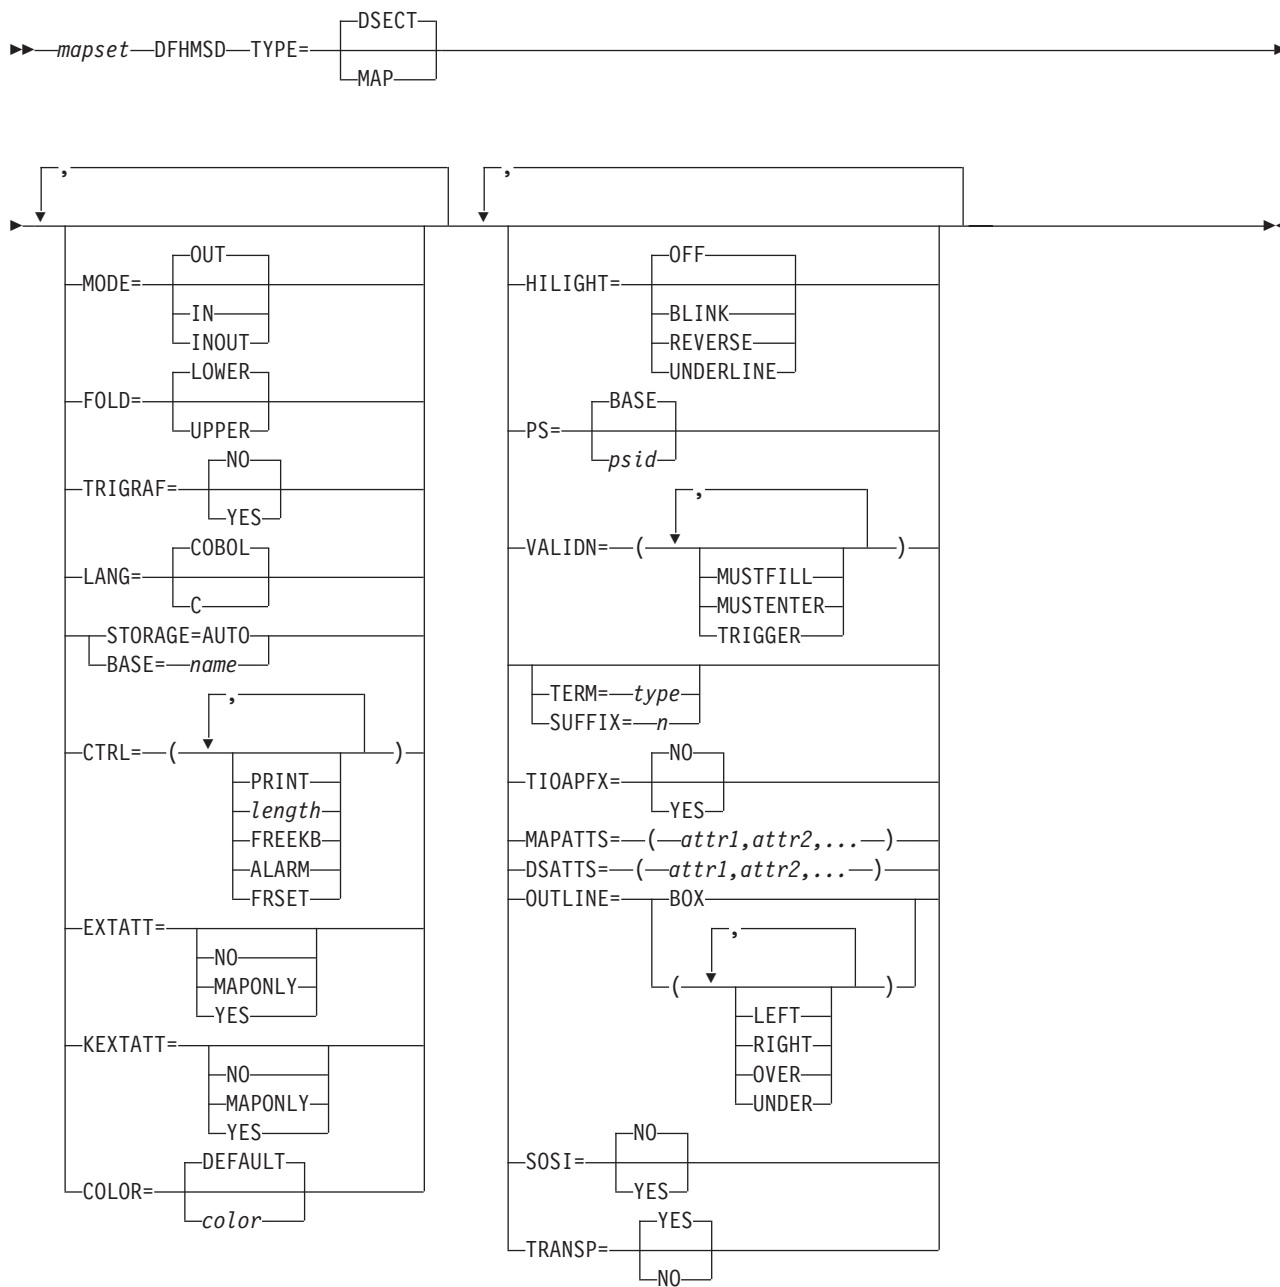 DSECT
mapset DFHMSD TYPE=
MAP
,
OUT
MODE=
IN
INOUT
LOWER
FOLD=
UPPER
NO
TRIGRAF=
YES
COBOL
LANG=
C
STORAGE=AUTO
BASE= name
,
CTRL= ( )
PRINT
length
FREEKB
ALARM
FRSET
EXTATT=
NO
MAPONLY
YES
KEXTATT=
NO
MAPONLY
YES
DEFAULT
COLOR=
color
,
OFF
HILIGHT=
BLINK
REVERSE
UNDERLINE
BASE
PS=
psid
,
VALIDN= ( )
MUSTFILL
MUSTENTER
TRIGGER
TERM= type
SUFFIX= n
NO
TIOAPFX=
YES
MAPATTS= ( attr1,attr2,... )
DSATTS= ( attr1,attr2,... )
OUTLINE= BOX
,
( )
LEFT
RIGHT
OVER
UNDER
NO
SOSI=
YES
YES
TRANSP=
NO